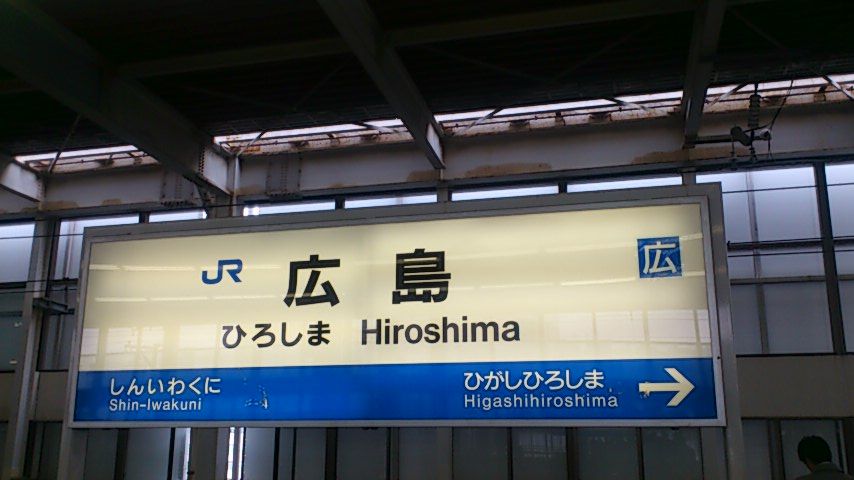 JR 広島 広
ひろしま Hiroshima
しんいわくに ひがしひろしま →
Shin-Iwakuni Higashihiroshima